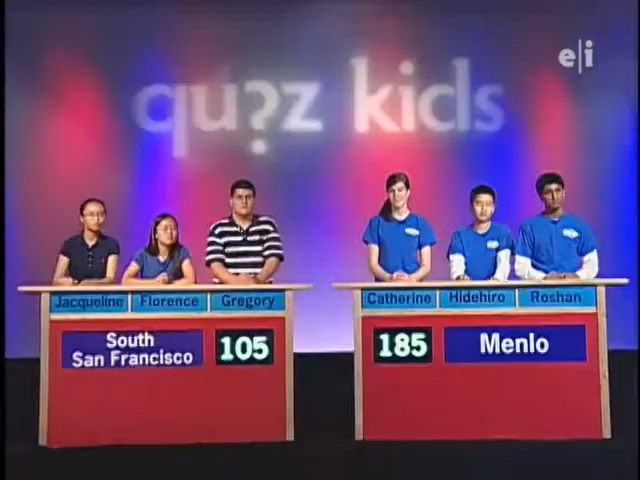 qu?z kids
e|i
Jacqueline Florence Gregory
South
San Francisco
105
Catherine Hidehiro Roshan
185
Menlo